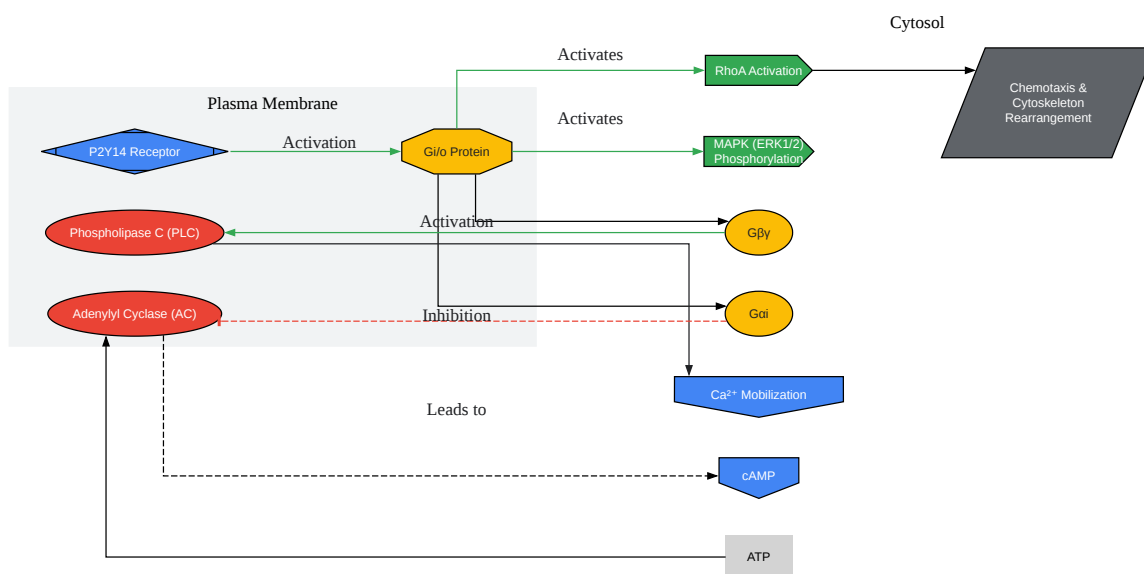 Cytosol
Activates
RhoA Activation
Chemotaxis &
Cytoskeleton
Rearrangement
Plasma Membrane
Activates
P2Y14 Receptor
Activation
Gi/o Protein
MAPK (ERK1/2)
Phosphorylation
Phospholipase C (PLC)
Activation
Gβγ
Adenylyl Cyclase (AC)
Inhibition
Gαi
Ca²⁺ Mobilization
Leads to
cAMP
ATP